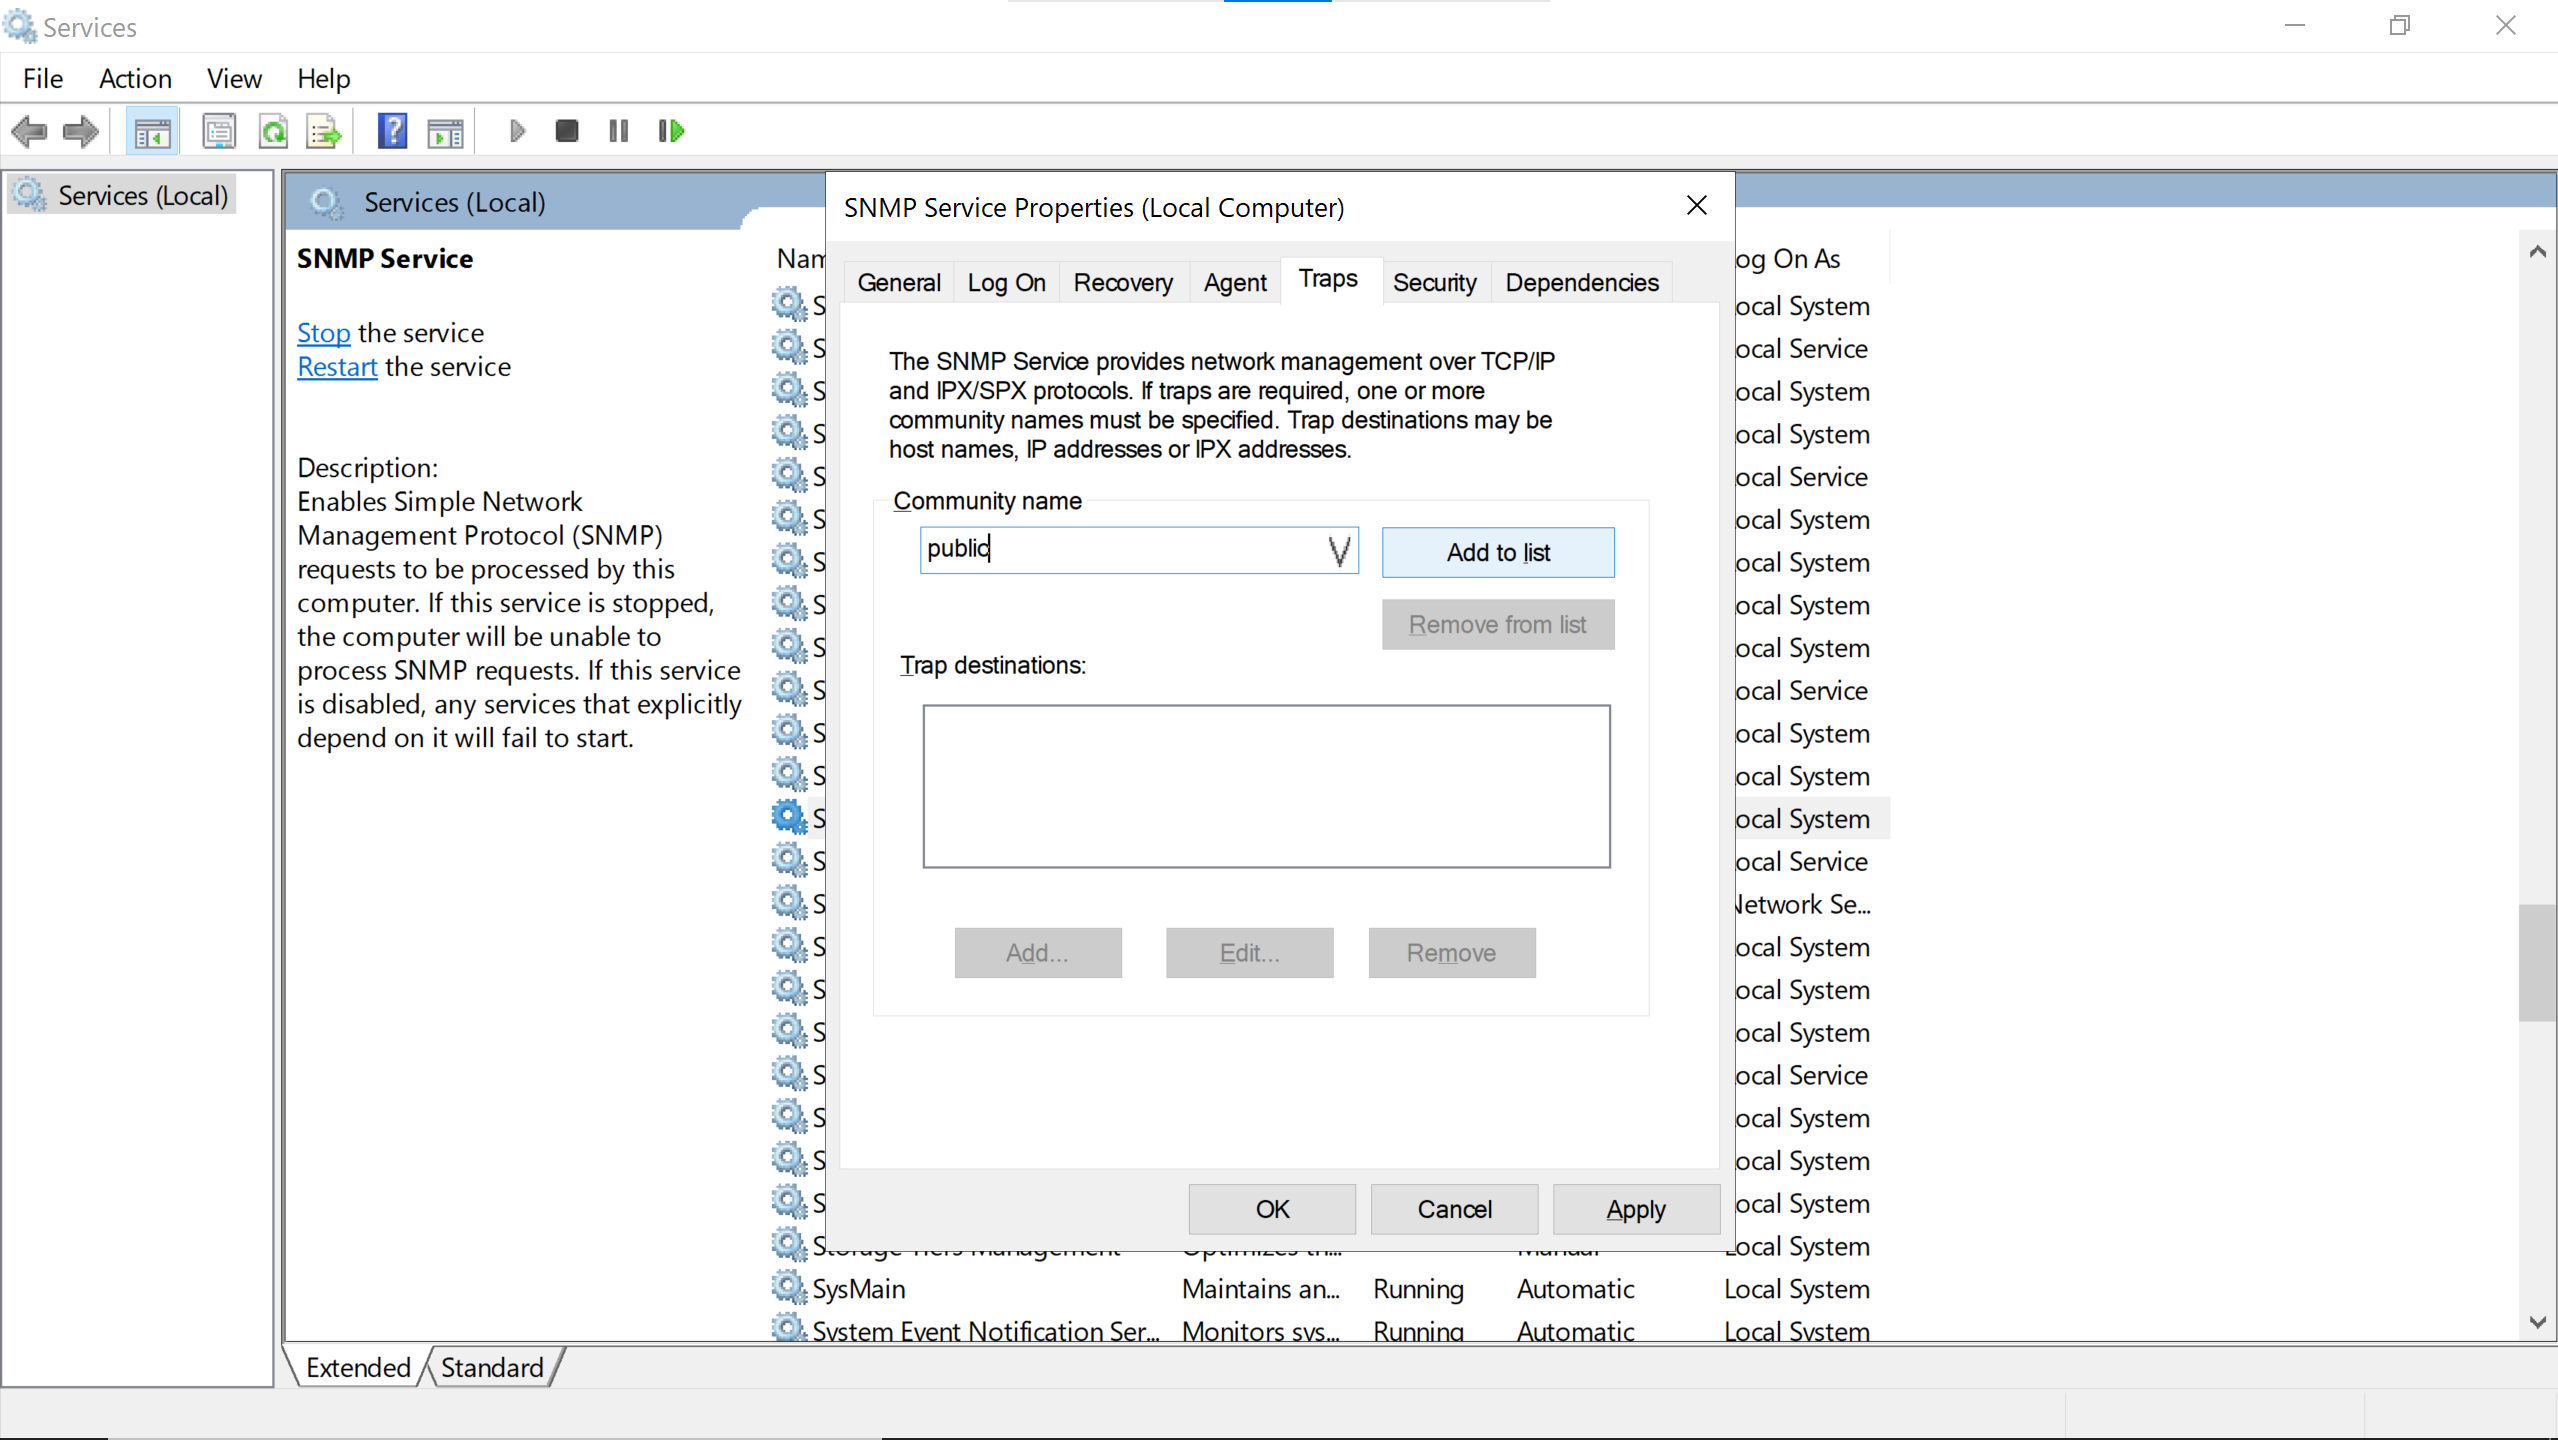 Services
File Action View Help
Services (Local)
Services (Local)
SNMP Service
Stop the service
Restart the service
Description:
Enables Simple Network
Management Protocol (SNMP)
requests to be processed by this
computer. If this service is stopped,
the computer will be unable to
process SNMP requests. If this service
is disabled, any services that explicitly
depend on it will fail to start.
SNMP Service Properties (Local Computer)
General Log On Recovery Agent Traps Security Dependencies
The SNMP Service provides network management over TCP/IP
and IPX/SPX protocols. If traps are required, one or more
community names must be specified. Trap destinations may be
host names, IP addresses or IPX addresses.
Community name
public
Add to list
Remove from list
Trap destinations:
Add... Edit... Remove
OK Cancel Apply
og On As
ocal System
ocal Service
ocal System
ocal System
ocal Service
ocal System
ocal System
ocal System
ocal System
ocal Service
ocal System
ocal System
ocal System
ocal Service
Network Se...
ocal System
ocal System
ocal System
ocal Service
ocal System
ocal System
ocal System
Local System
SysMain Maintains an... Running Automatic Local System
System Event Notification Ser... Monitors sys... Running Automatic Local System
Extended Standard